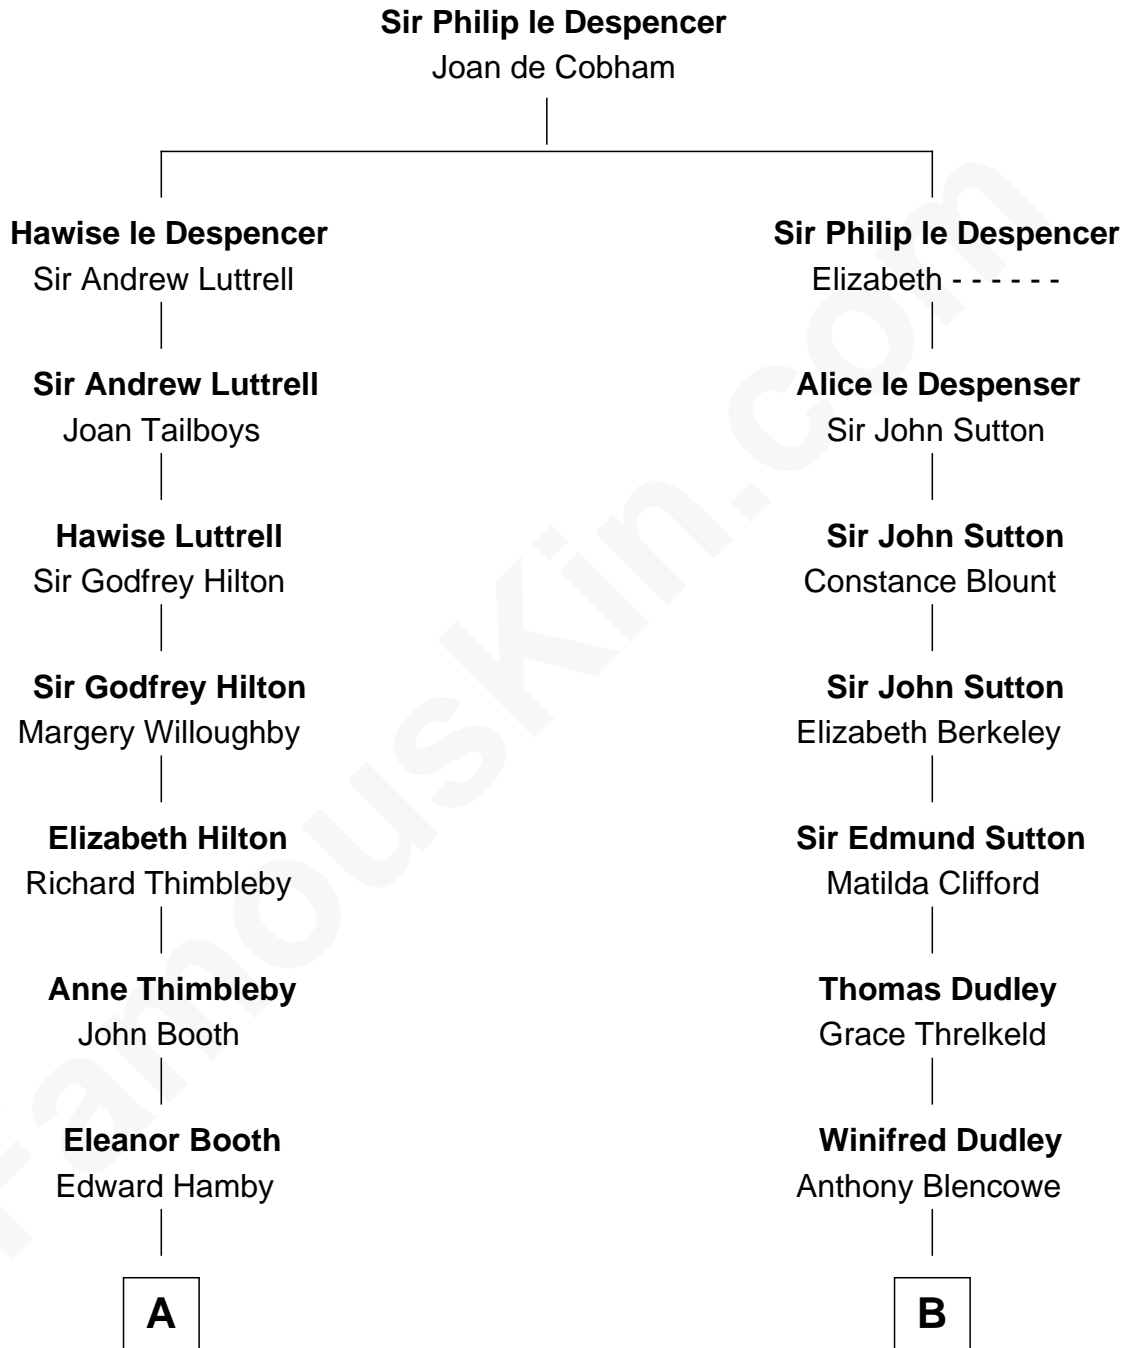 Sir Philip le Despencer
Joan de Cobham
Hawise le Despencer
Sir Andrew Luttrell
Sir Philip le Despencer
Elizabeth - - - - - -
Sir Andrew Luttrell
Joan Tailboys
Alice le Despenser
Sir John Sutton
Hawise Luttrell
Sir Godfrey Hilton
Sir John Sutton
Constance Blount
Sir Godfrey Hilton
Margery Willoughby
Sir John Sutton
Elizabeth Berkeley
Elizabeth Hilton
Richard Thimbleby
Sir Edmund Sutton
Matilda Clifford
Anne Thimbleby
John Booth
Thomas Dudley
Grace Threlkeld
Eleanor Booth
Edward Hamby
Winifred Dudley
Anthony Blencowe
A
B
FamousKin.com